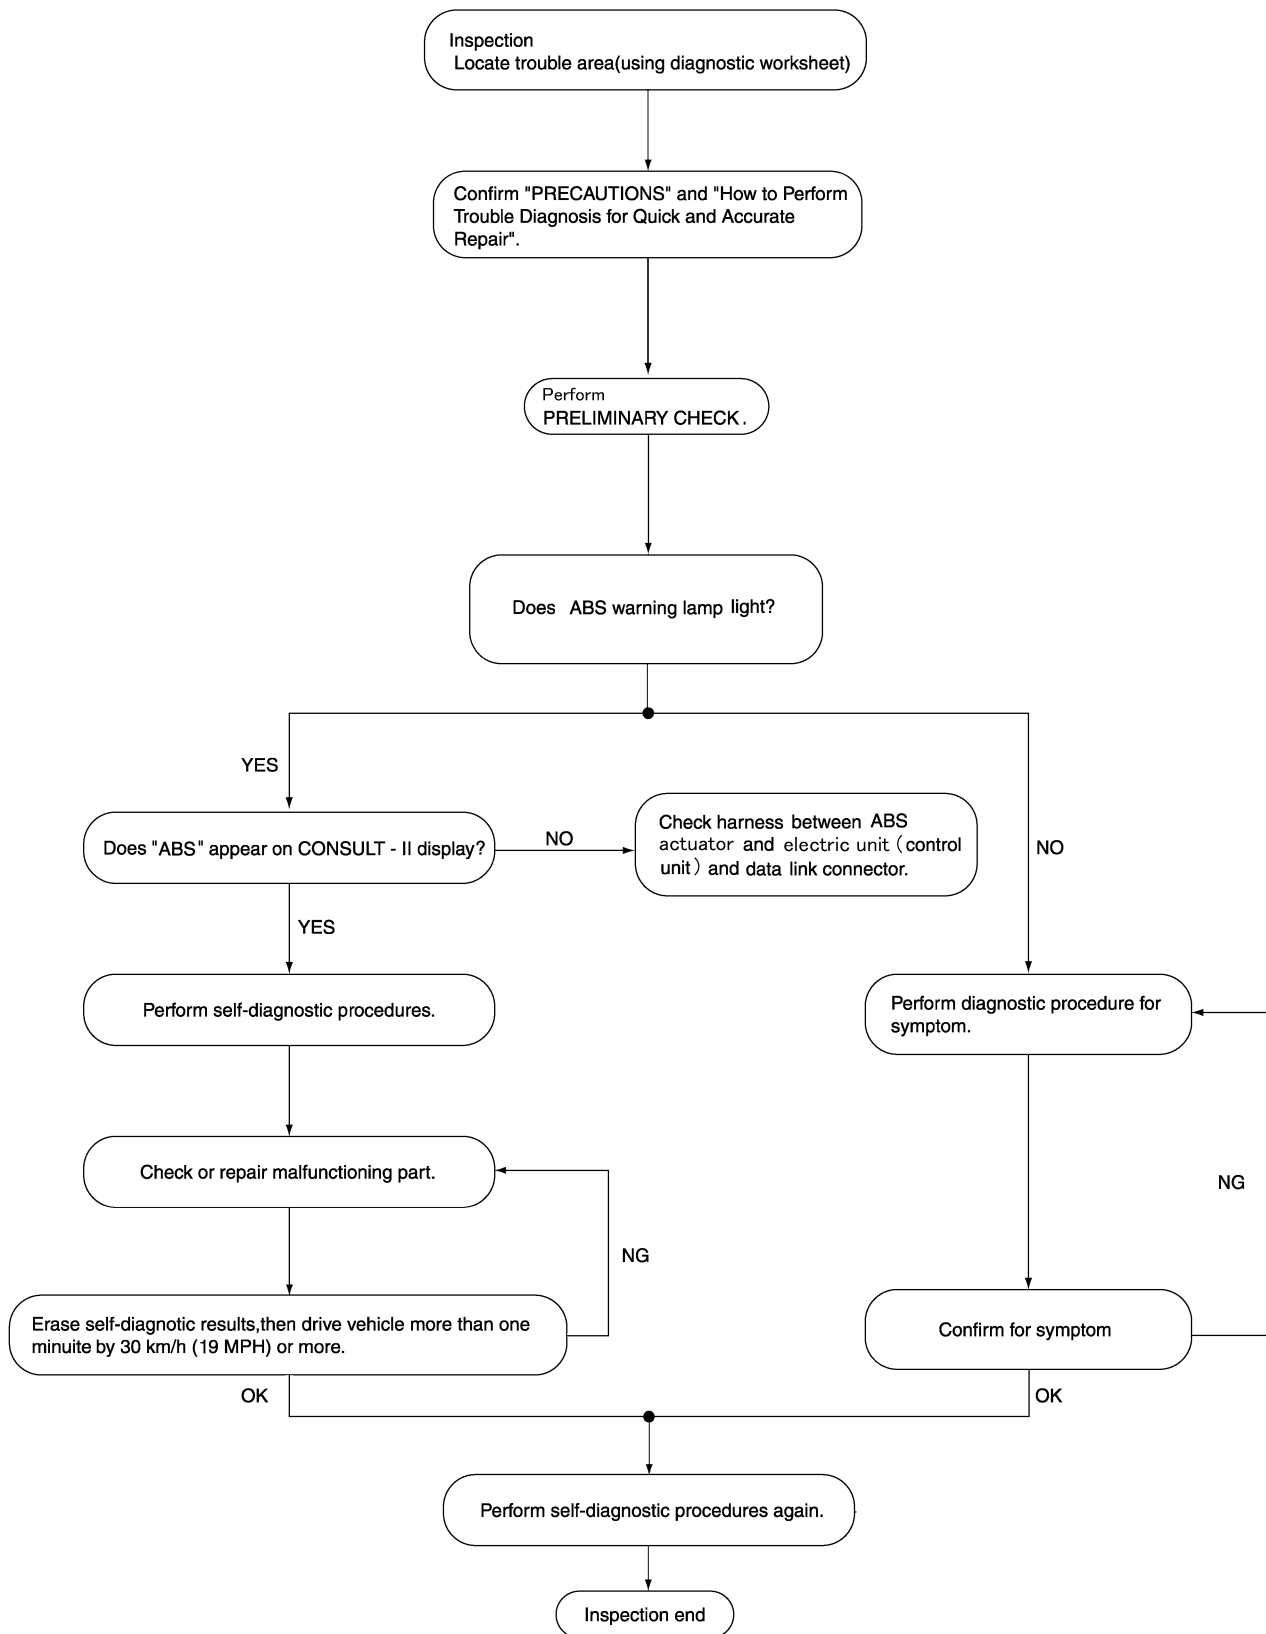 Inspection
Locate trouble area(using diagnostic worksheet)
Confirm "PRECAUTIONS" and "How to Perform
Trouble Diagnosis for Quick and Accurate
Repair".
Perform
PRELIMINARY CHECK.
Does ABS warning lamp light?
YES
NO
Does "ABS" appear on CONSULT - II display?
NO
Check harness between ABS
actuator and electric unit (control
unit) and data link connector.
YES
Perform self-diagnostic procedures.
Perform diagnostic procedure for
symptom.
Check or repair malfunctioning part.
NG
NG
Erase self-diagnotic results,then drive vehicle more than one
minuite by 30 km/h (19 MPH) or more.
Confirm for symptom
OK
OK
Perform self-diagnostic procedures again.
Inspection end